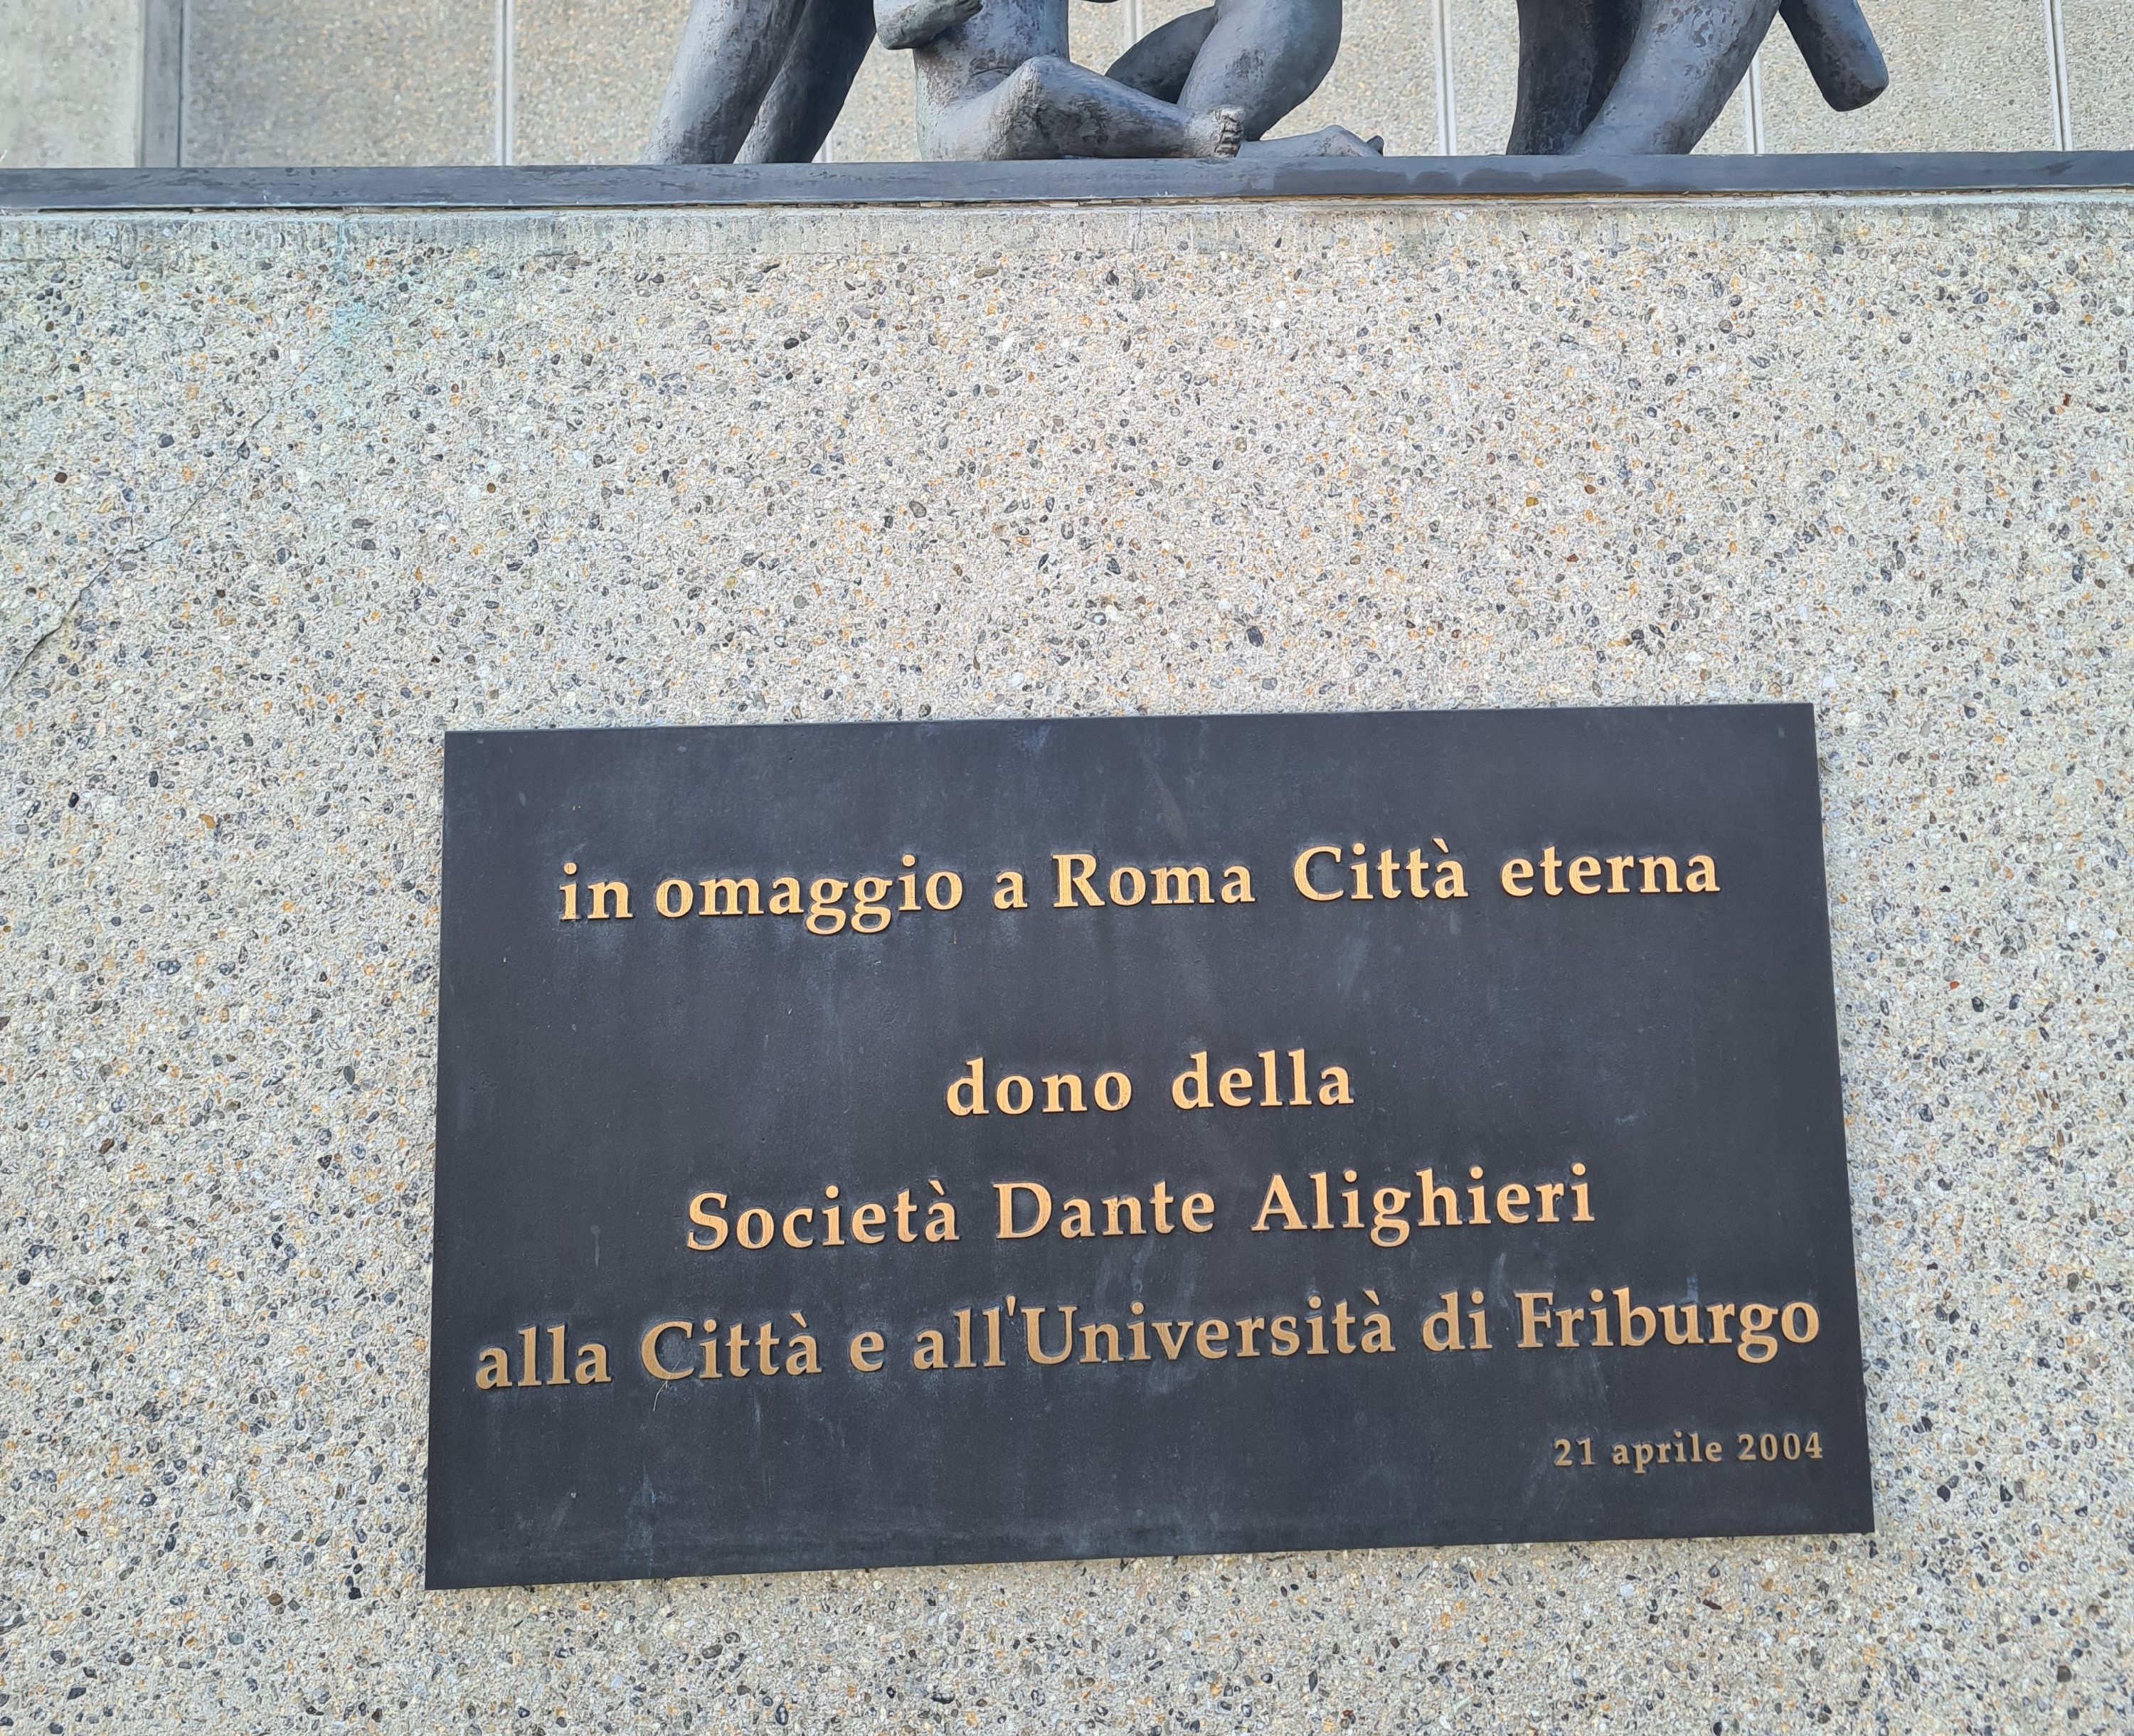 in omaggio a Roma Città eterna
dono della
Società Dante Alighieri
alla Città e all'Università di Friburgo
21 aprile 2004